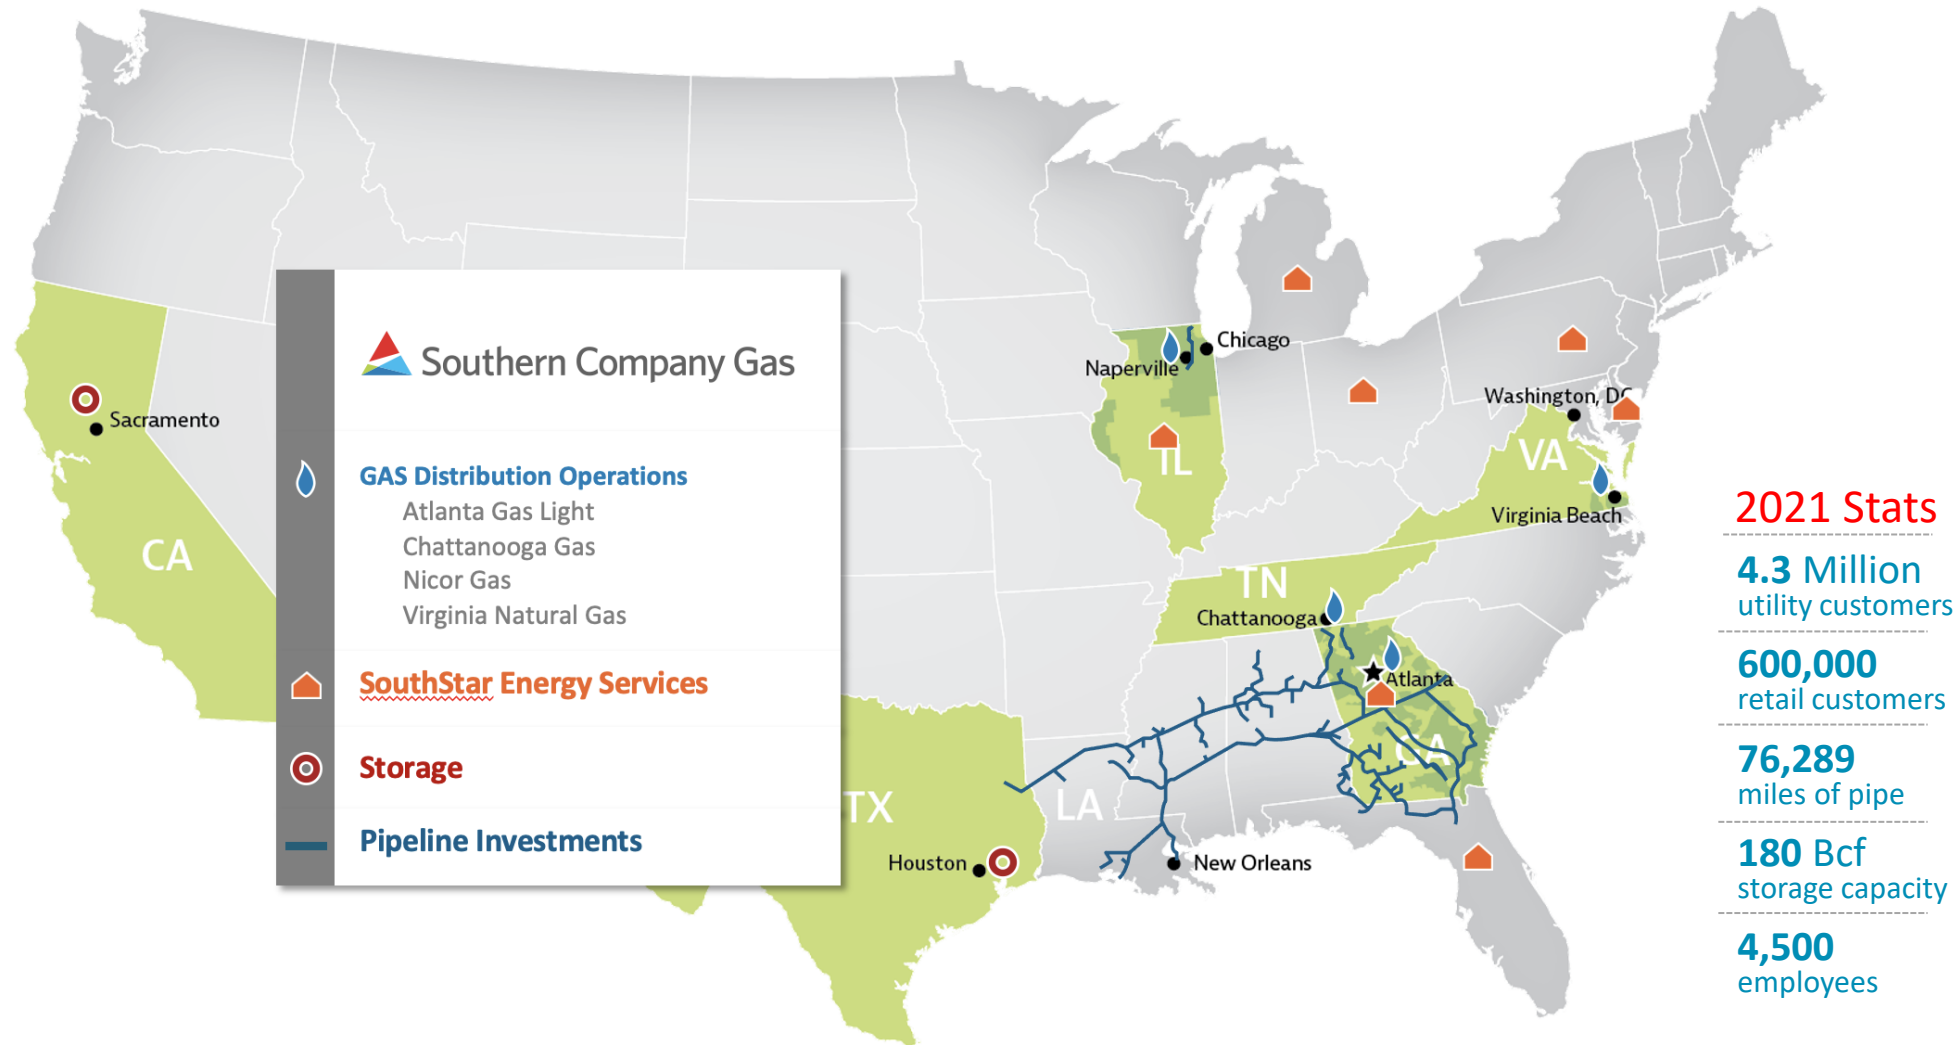 Southern Company Gas
GAS Distribution Operations
Atlanta Gas Light
Chattanooga Gas
Nicor Gas
Virginia Natural Gas
SouthStar Energy Services
Storage
Pipeline Investments
Sacramento
CA
TX
Houston
LA
New Orleans
Chicago
Naperville
IL
Washington, DC
VA
Virginia Beach
TN
Chattanooga
Atlanta
GA
2021 Stats
4.3 Million
utility customers
600,000
retail customers
76,289
miles of pipe
180 Bcf
storage capacity
4,500
employees